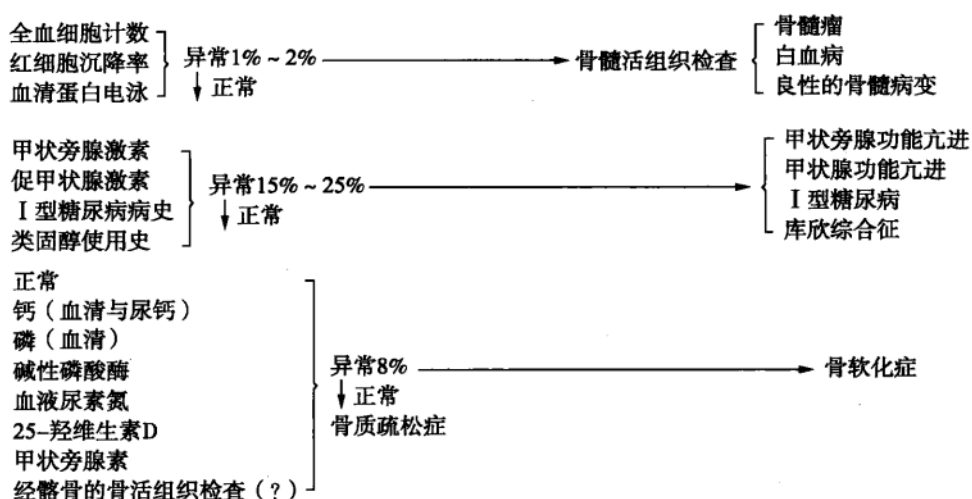 全血细胞计数
红细胞沉降率
血清蛋白电泳
异常1%~2%
正常
骨髓活组织检查
骨髓瘤
白血病
良性的骨髓病变
甲状旁腺激素
促甲状腺激素
Ⅰ型糖尿病病史
类固醇使用史
异常15%~25%
正常
甲状旁腺功能亢进
甲状腺功能亢进
Ⅰ型糖尿病
库欣综合征
正常
钙（血清与尿钙）
磷（血清）
碱性磷酸酶
血液尿素氮
25-羟维生素D
甲状旁腺素
经髂骨的骨活组织检查（?）
异常8%
正常
骨质疏松症
骨软化症